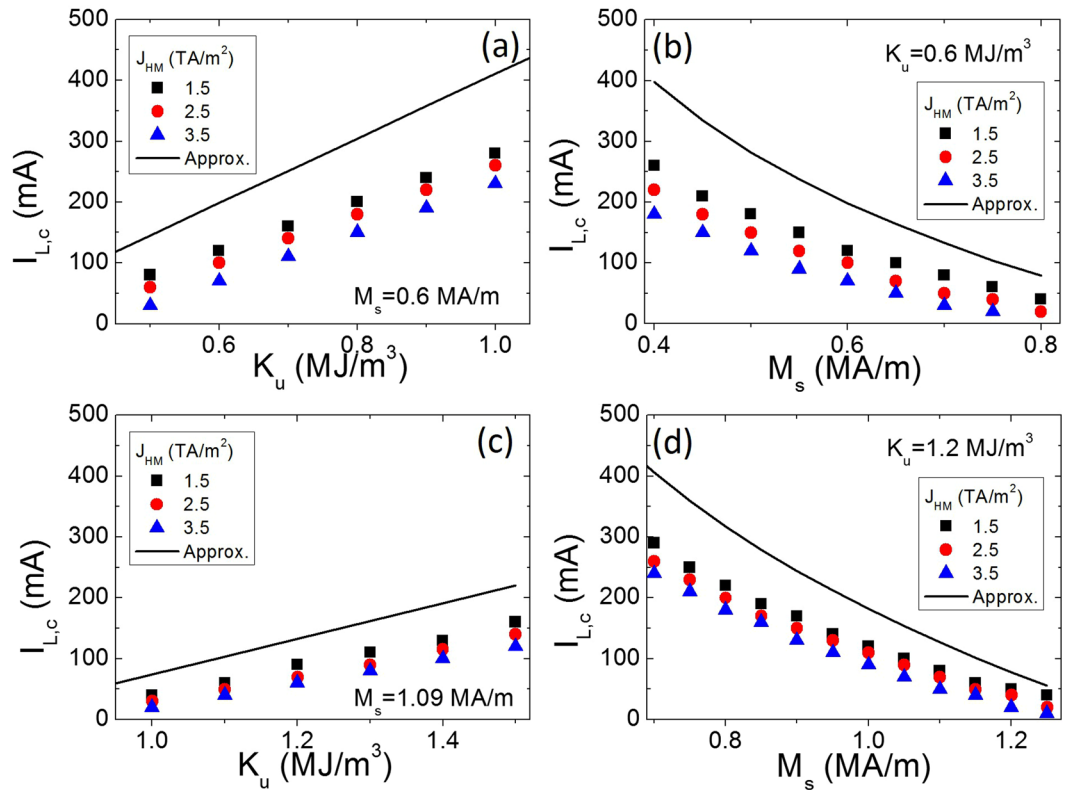 (a)
J_HM (TA/m²)
1.5
2.5
3.5
Approx.
M_s=0.6 MA/m
500
400
300
200
100
0
I_L,c (mA)
0.6
0.8
1.0
K_u (MJ/m³)
(b)
K_u=0.6 MJ/m³
J_HM (TA/m²)
1.5
2.5
3.5
Approx.
500
400
300
200
100
0
I_L,c (mA)
0.4
0.6
0.8
M_s (MA/m)
(c)
J_HM (TA/m²)
1.5
2.5
3.5
Approx.
M_s=1.09 MA/m
500
400
300
200
100
0
I_L,c (mA)
1.0
1.2
1.4
K_u (MJ/m³)
(d)
K_u=1.2 MJ/m³
J_HM (TA/m²)
1.5
2.5
3.5
Approx.
500
400
300
200
100
0
I_L,c (mA)
0.8
1.0
1.2
M_s (MA/m)